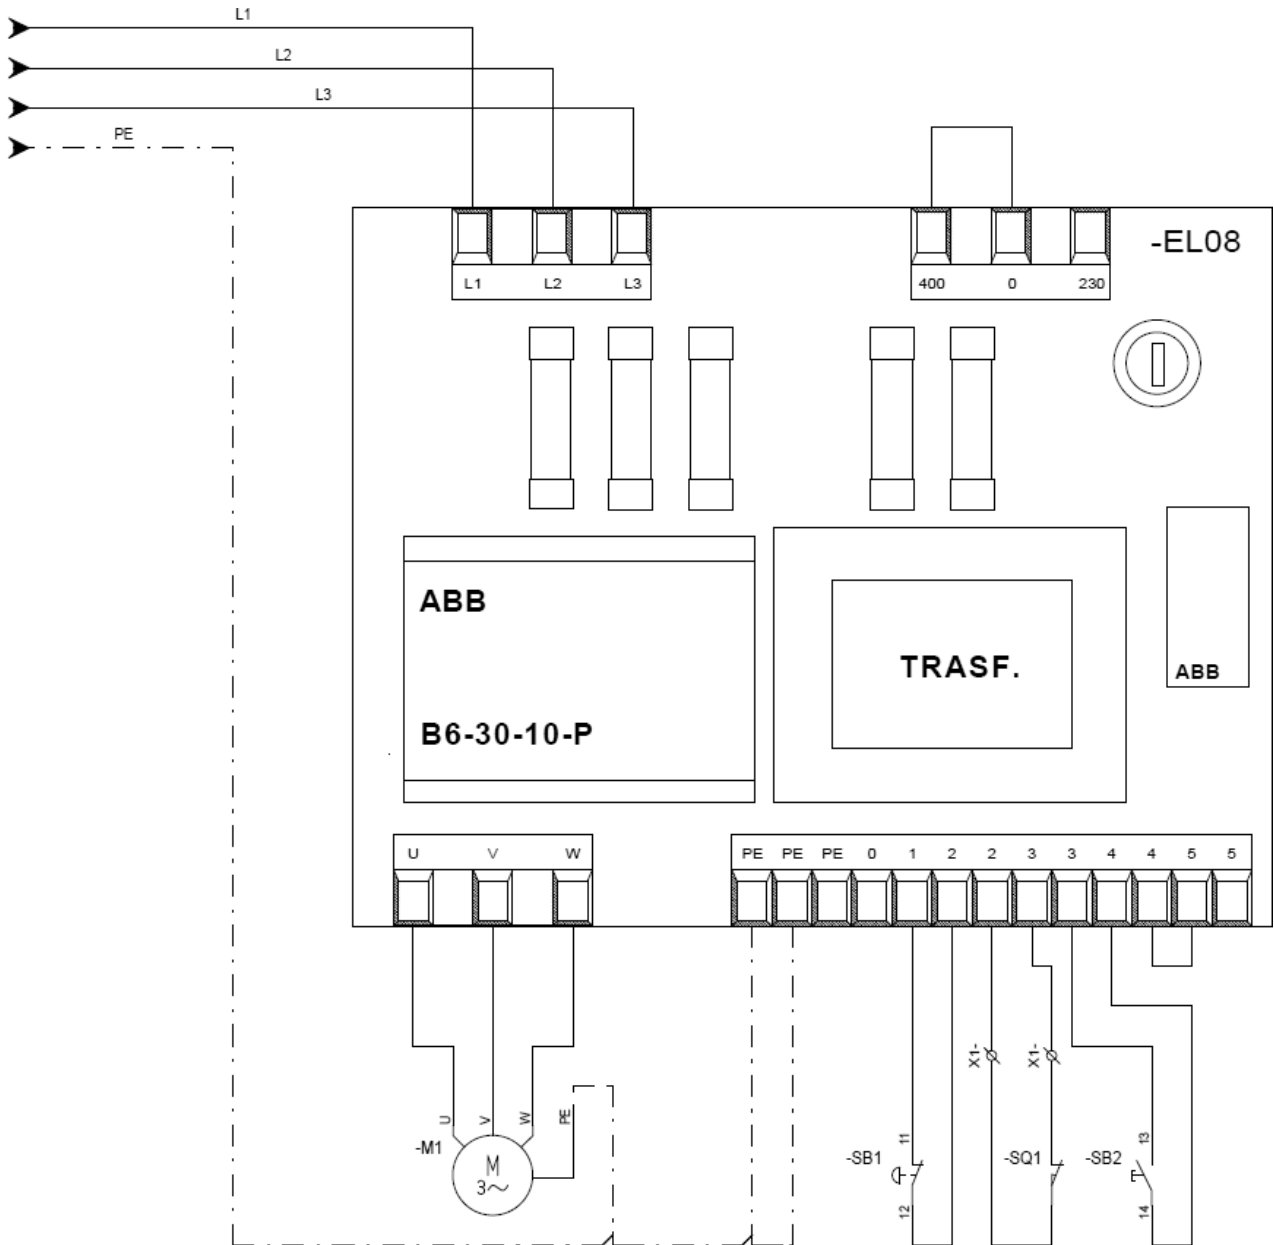 L1
L2
L3
PE
-EL08
L1 L2 L3
400 0 230
ABB
B6-30-10-P
TRASF.
ABB
U V W
PE PE PE 0 1 2 2 3 3 4 4 5 5
X1- X1-
U V W PE
-M1
M
3~
11
-SB1
12
-SQ1
13
-SB2
14